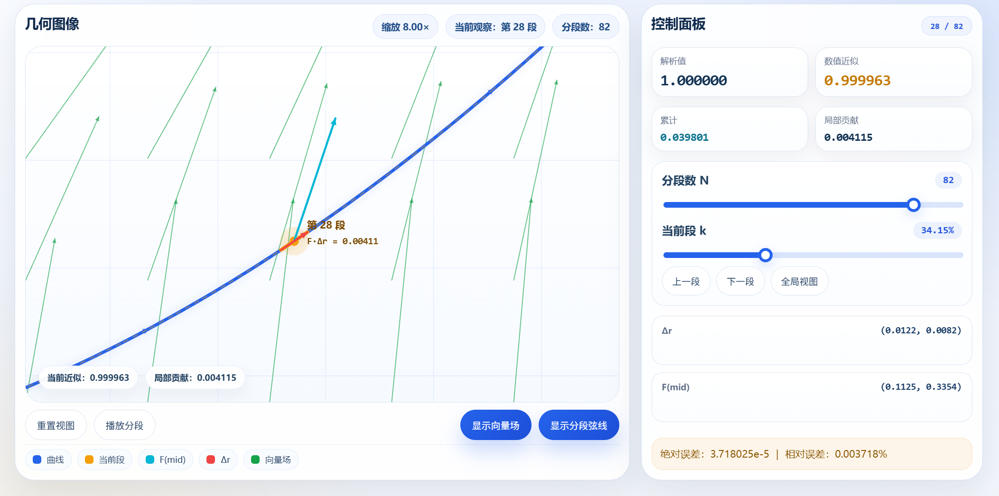 几何图像
缩放 8.00×
当前观察：第 28 段
分段数：82
第 28 段
F·Δr = 0.00411
当前近似：0.999963
局部贡献：0.004115
重置视图
播放分段
显示向量场
显示分段弦线
曲线
当前段
F(mid)
Δr
向量场
控制面板
28 / 82
解析值
1.000000
数值近似
0.999963
累计
0.039801
局部贡献
0.004115
分段数 N
82
当前段 k
34.15%
上一段
下一段
全局视图
Δr
(0.0122, 0.0082)
F(mid)
(0.1125, 0.3354)
绝对误差：3.718025e-5 | 相对误差：0.003718%